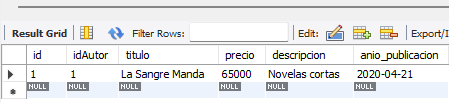 Result Grid Filter Rows: Edit: Export/I
id idAutor titulo precio descripcion anio_publicacion
1 1 La Sangre Manda 65000 Novelas cortas 2020-04-21
NULL NULL NULL NULL NULL NULL